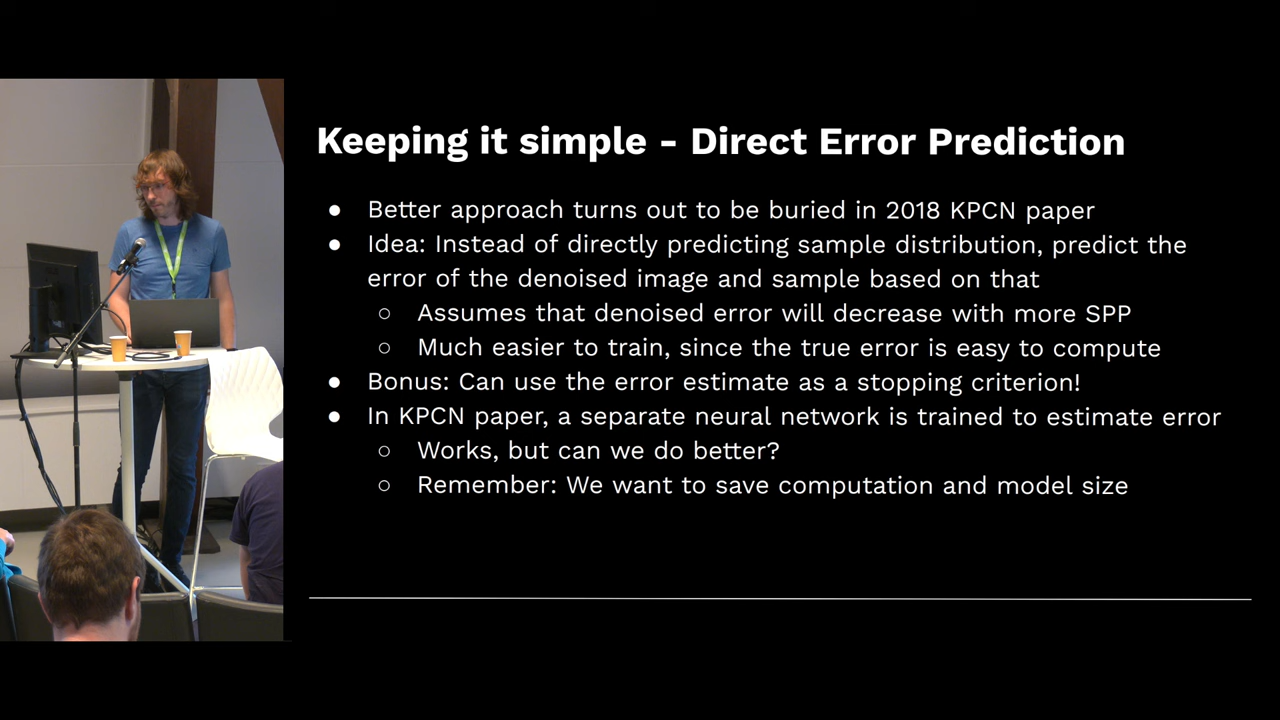 Keeping it simple - Direct Error Prediction
● Better approach turns out to be buried in 2018 KPCN paper
● Idea: Instead of directly predicting sample distribution, predict the
error of the denoised image and sample based on that
○ Assumes that denoised error will decrease with more SPP
○ Much easier to train, since the true error is easy to compute
● Bonus: Can use the error estimate as a stopping criterion!
● In KPCN paper, a separate neural network is trained to estimate error
○ Works, but can we do better?
○ Remember: We want to save computation and model size